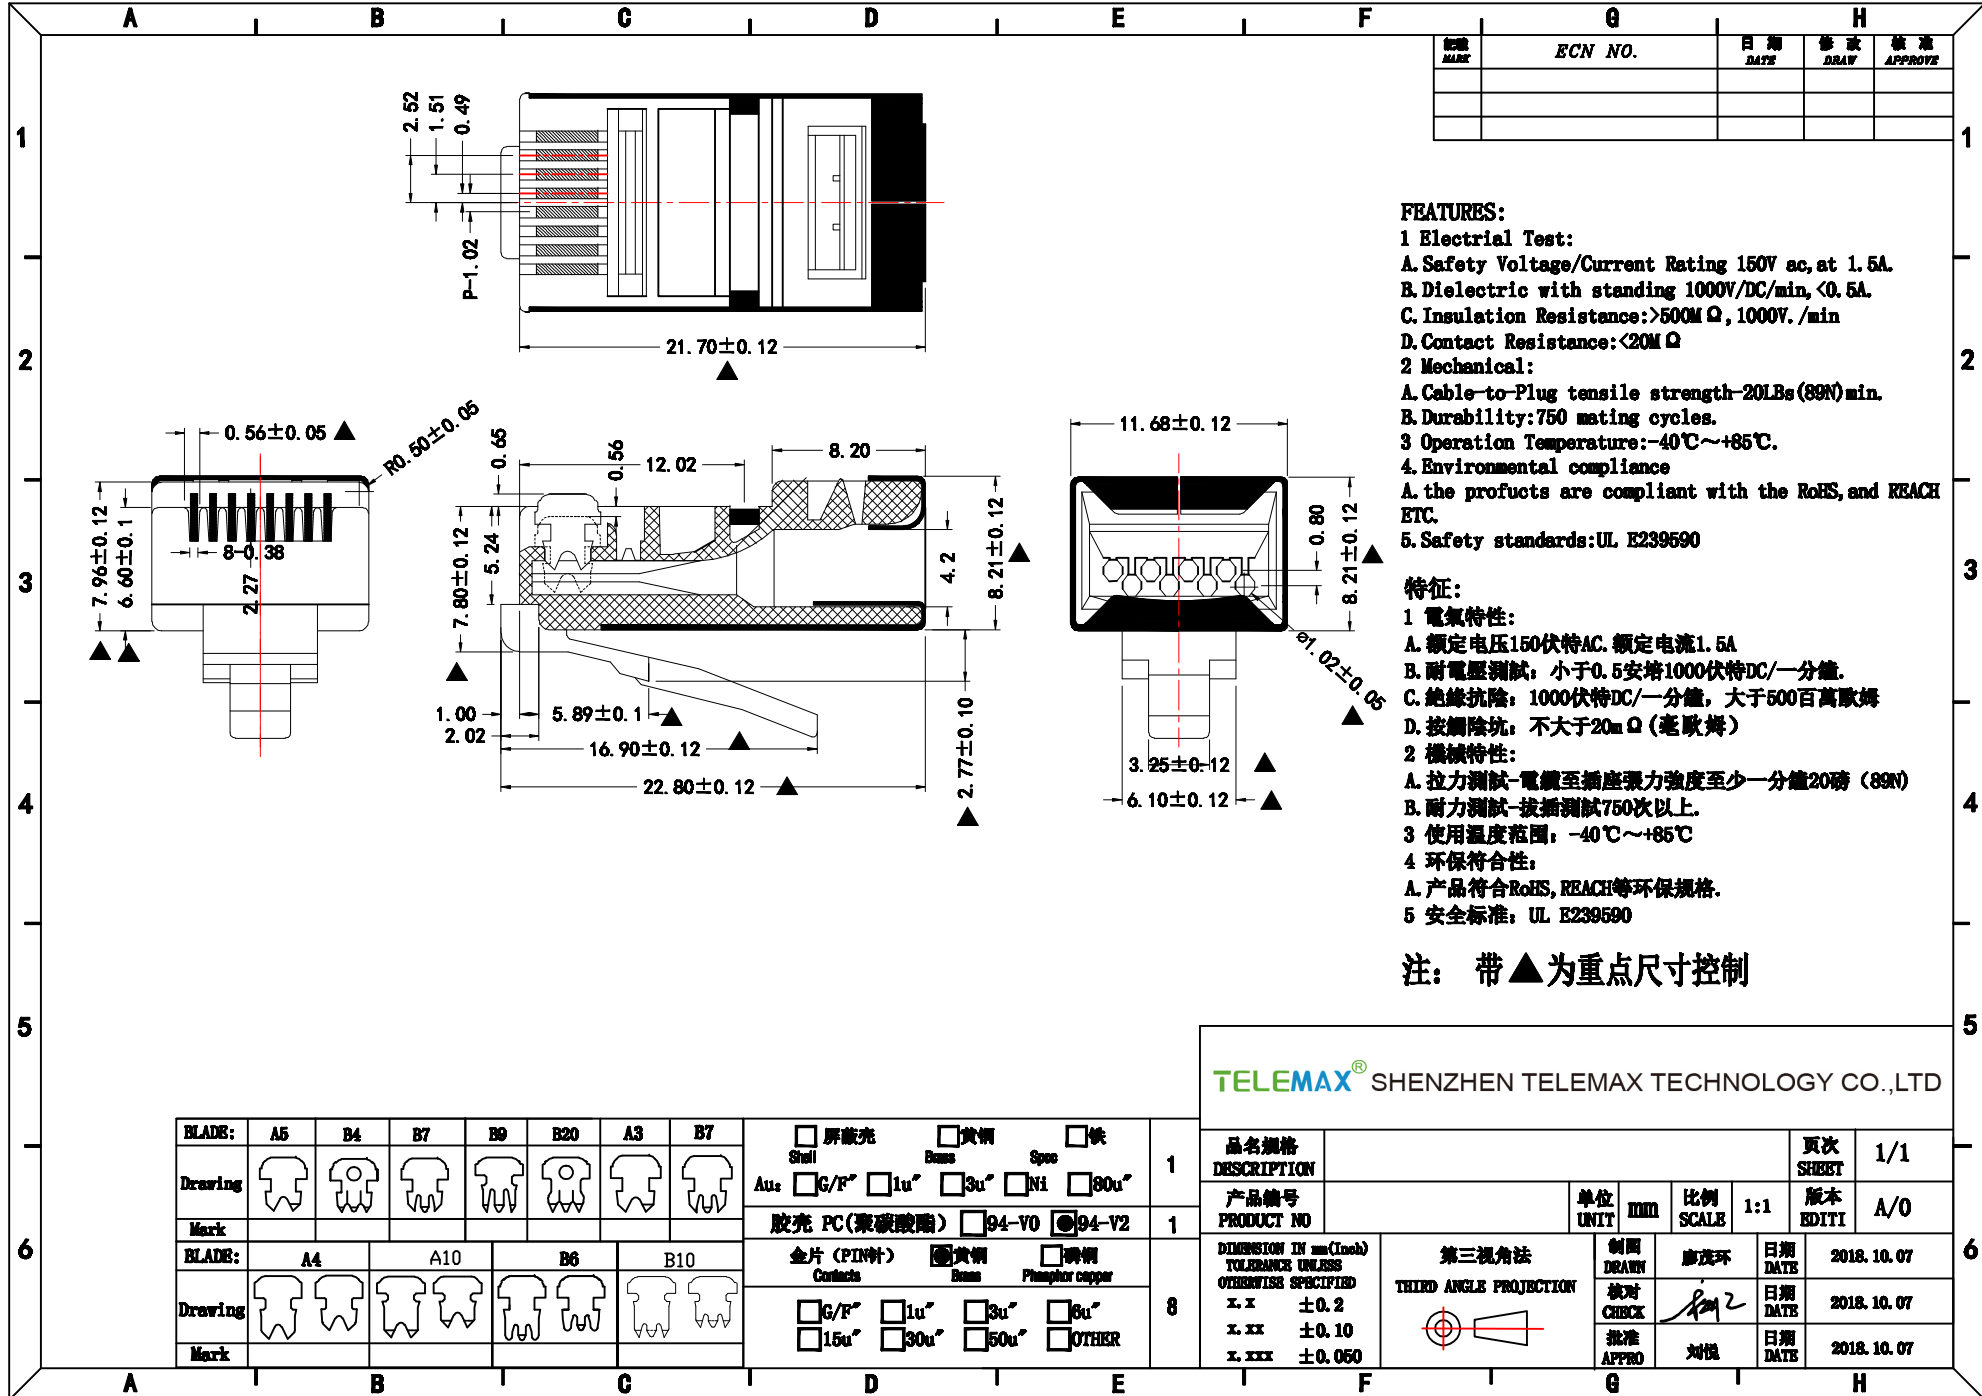 A B C D E F G H
記號 MARK ECN NO. 日 期 DATE 修 改 DRAW 核 准 APPROVE
1 1
2 2
3 3
4 4
5 5
6 6
2.52
1.51
0.49
P-1.02
21.70±0.12 ▲
0.56±0.05 ▲
R0.50±0.05
7.96±0.12 ▲
6.60±0.1 ▲
8-0.38
2.27
0.65
12.02
0.56
8.20
7.80±0.12 ▲
5.24
4.2
8.21±0.12 ▲
1.00
2.02
5.89±0.1 ▲
16.90±0.12 ▲
22.80±0.12 ▲
2.77±0.10 ▲
11.68±0.12
0.80
8.21±0.12 ▲
⌀1.02±0.05 ▲
3.25±0.12 ▲
6.10±0.12 ▲
FEATURES:
1 Electrial Test:
A.Safety Voltage/Current Rating 150V ac,at 1.5A.
B.Dielectric with standing 1000V/DC/min,<0.5A.
C.Insulation Resistance:>500MΩ,1000V./min
D.Contact Resistance:<20MΩ
2 Mechanical:
A.Cable-to-Plug tensile strength-20LBs(89N)min.
B.Durability:750 mating cycles.
3 Operation Temperature:-40℃~+85℃.
4.Environmental compliance
A.the profucts are compliant with the RoHS,and REACH
ETC.
5.Safety standards:UL E239590
特征:
1 電氣特性:
A.额定电压150伏特AC.额定电流1.5A
B.耐電壓測試: 小于0.5安培1000伏特DC/一分鐘.
C.絶緣抗陰: 1000伏特DC/一分鐘, 大于500百萬歐姆
D.按觸陰坑: 不大于20mΩ(毫歐姆)
2 機械特性:
A.拉力測試-電纜至插座張力強度至少一分鐘20磅 (89N)
B.耐力測試-拔插測試750次以上.
3 使用溫度范围: -40℃~+85℃
4 环保符合性:
A.产品符合RoHS,REACH等环保规格.
5 安全标准: UL E239590
注: 带▲为重点尺寸控制
TELEMAX® SHENZHEN TELEMAX TECHNOLOGY CO.,LTD
BLADE: A5 B4 B7 B9 B20 A3 B7
Drawing
Mark
BLADE: A4 A10 B6 B10
Drawing
Mark
屏蔽壳 黄铜 铁 1
Shell Brass Spcc
Au: G/F" 1u" 3u" Ni 80u"
胶壳 PC(聚碳酸酯) 94-V0 94-V2 1
金片 (PIN针) 黄铜 磷铜 8
Contacts Brass Phosphor copper
G/F" 1u" 3u" 6u"
15u" 30u" 50u" OTHER
品名规格 DESCRIPTION 页次 SHEET 1/1
产品编号 PRODUCT NO 单位 UNIT mm 比例 SCALE 1:1 版本 EDITI A/0
DIMENSION IN mm(Inch)
TOLERANCE UNLESS
OTHERWISE SPECIFIED
x.x ±0.2
x.xx ±0.10
x.xxx ±0.050
第三视角法
THIRD ANGLE PROJECTION
制图 DRAWN 廖茂环 日期 DATE 2018.10.07
核对 CHECK 日期 DATE 2018.10.07
批准 APPRO 刘悦 日期 DATE 2018.10.07
A B C D E F G H